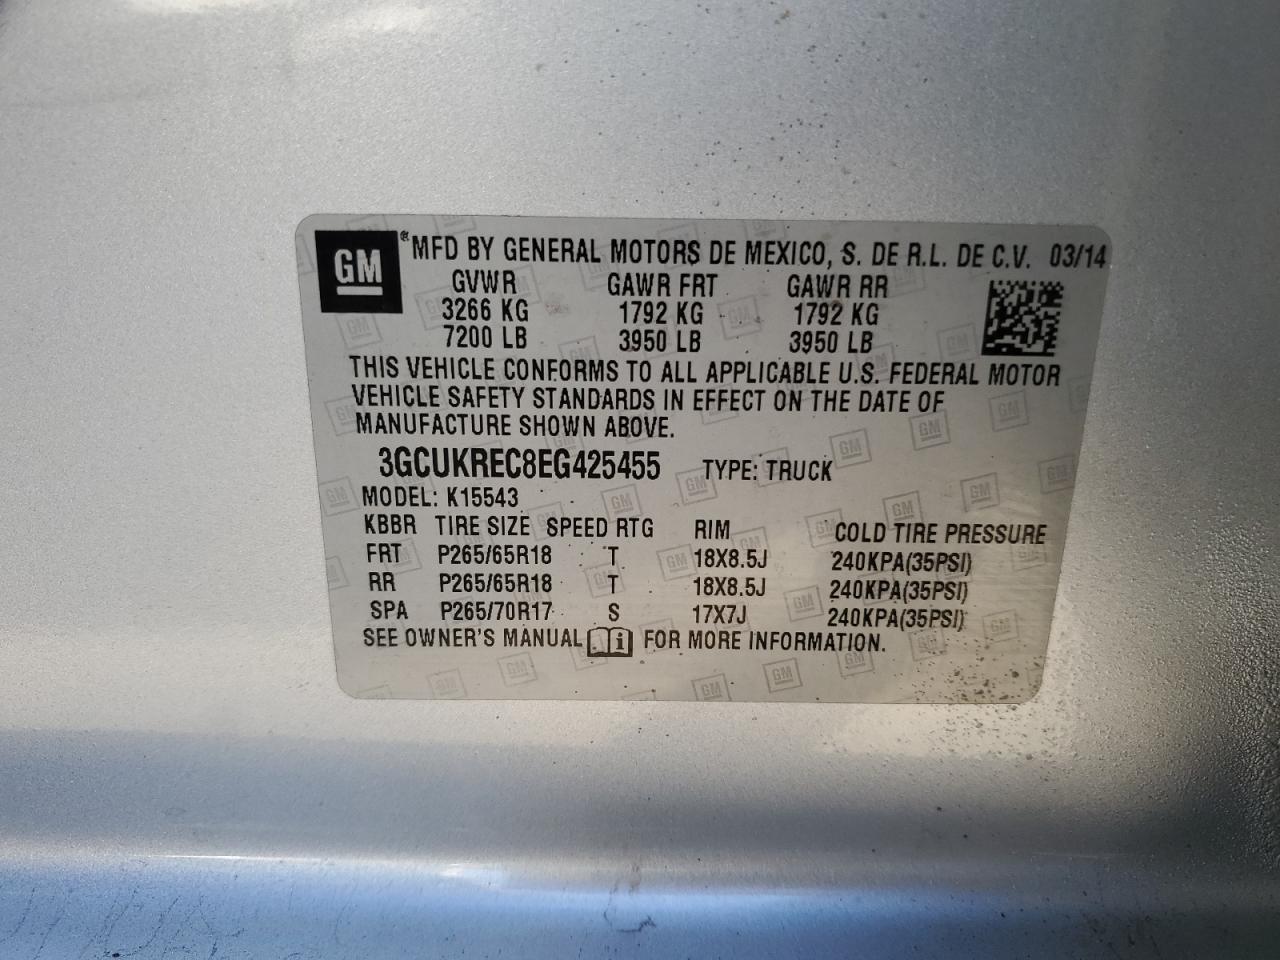 GM ® MFD BY GENERAL MOTORS DE MEXICO, S. DE R.L. DE C.V. 03/14
GVWR GAWR FRT GAWR RR
3266 KG 1792 KG 1792 KG
7200 LB 3950 LB 3950 LB
THIS VEHICLE CONFORMS TO ALL APPLICABLE U.S. FEDERAL MOTOR
VEHICLE SAFETY STANDARDS IN EFFECT ON THE DATE OF
MANUFACTURE SHOWN ABOVE.
3GCUKREC8EG425455 TYPE: TRUCK
MODEL: K15543
KBBR TIRE SIZE SPEED RTG RIM COLD TIRE PRESSURE
FRT P265/65R18 T 18X8.5J 240KPA(35PSI)
RR P265/65R18 T 18X8.5J 240KPA(35PSI)
SPA P265/70R17 S 17X7J 240KPA(35PSI)
SEE OWNER'S MANUAL i FOR MORE INFORMATION.